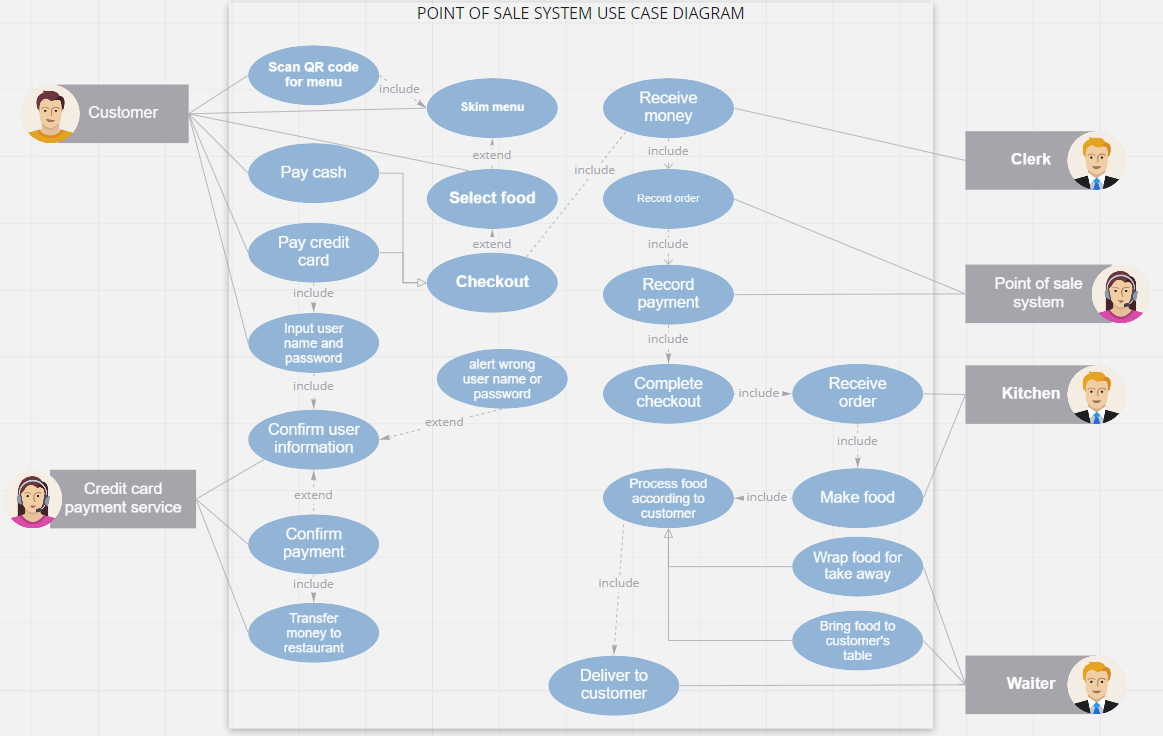 POINT OF SALE SYSTEM USE CASE DIAGRAM
Customer
Scan QR code
for menu
include
Skim menu
extend
Pay cash
Select food
extend
Pay credit
card
Checkout
include
include
Input user
name and
password
include
alert wrong
user name or
password
extend
Confirm user
information
Credit card
payment service
extend
Confirm
payment
include
Transfer
money to
restaurant
Receive
money
include
Record order
include
Record
payment
include
Complete
checkout
include
Receive
order
include
Make food
include
Process food
according to
customer
include
Wrap food for
take away
Bring food to
customer's
table
Deliver to
customer
Clerk
Point of sale
system
Kitchen
Waiter